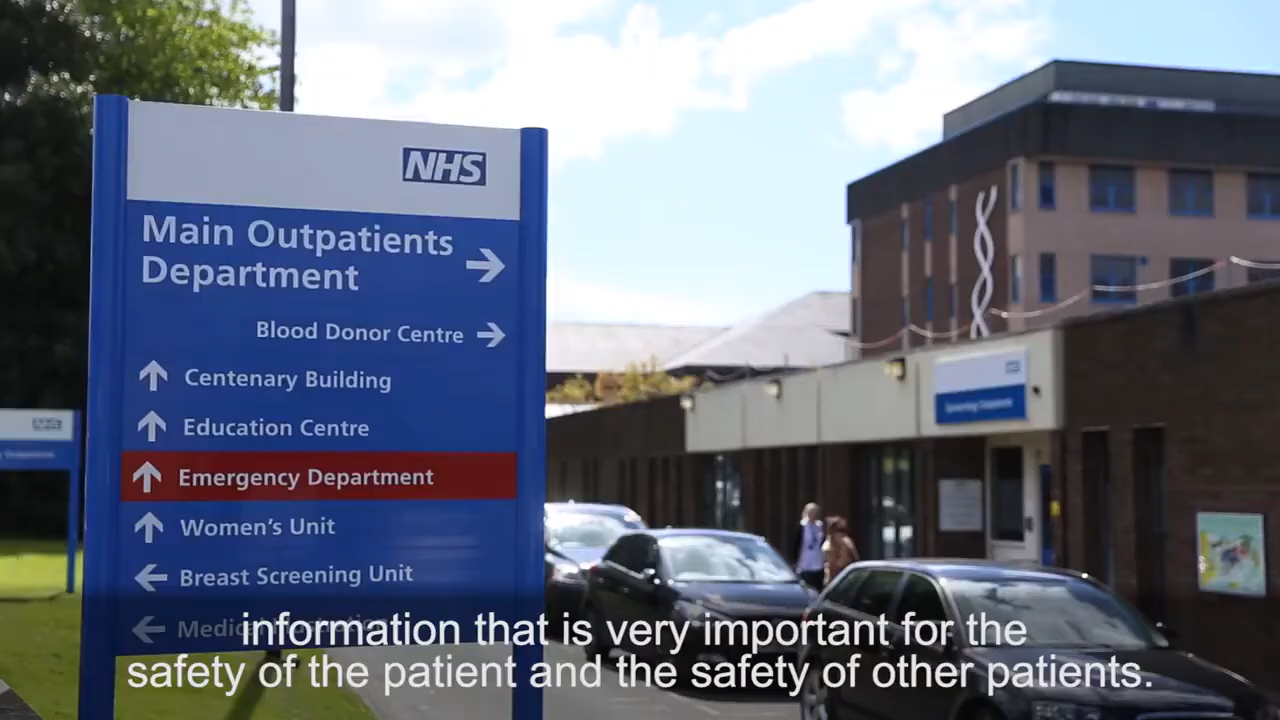 NHS
Main Outpatients
Department
Blood Donor Centre
Centenary Building
Education Centre
Emergency Department
Women's Unit
Breast Screening Unit
information that is very important for the
safety of the patient and the safety of other patients.